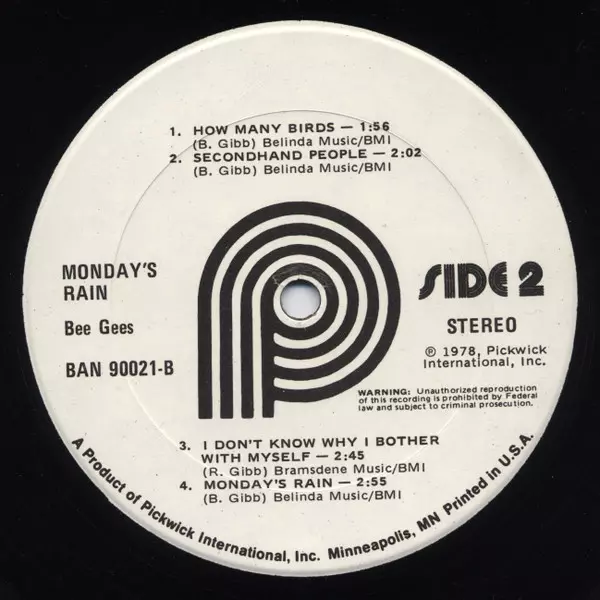 1. HOW MANY BIRDS — 1:56
(B. Gibb) Belinda Music/BMI
2. SECONDHAND PEOPLE — 2:02
(B. Gibb) Belinda Music/BMI
MONDAY'S
RAIN
Bee Gees
BAN 90021-B
SIDE 2
STEREO
℗ 1978, Pickwick
International, Inc.
WARNING: Unauthorized reproduction
of this recording is prohibited by Federal
law and subject to criminal prosecution.
3. I DON'T KNOW WHY I BOTHER
WITH MYSELF — 2:45
(R. Gibb) Bramsdene Music/BMI
4. MONDAY'S RAIN — 2:55
(B. Gibb) Belinda Music/BMI
A Product of Pickwick International, Inc. Minneapolis, MN Printed in U.S.A.